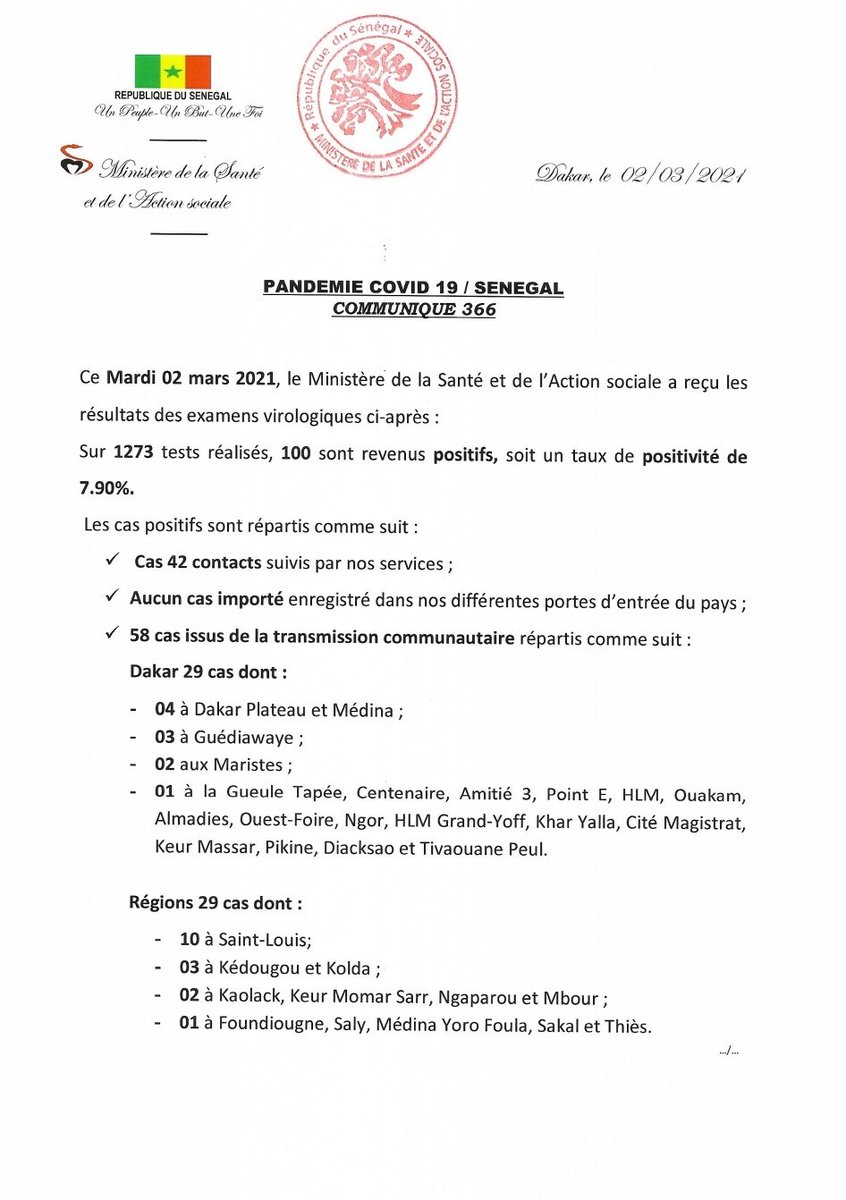 REPUBLIQUE DU SENEGAL
Un Peuple-Un But-Une Foi
Ministère de la Santé
et de l'Action sociale
★ République du Sénégal ★
MINISTERE DE LA SANTE ET DE L'ACTION SOCIALE
Dakar, le 02/03/2021
PANDEMIE COVID 19 / SENEGAL
COMMUNIQUE 366
Ce Mardi 02 mars 2021, le Ministère de la Santé et de l'Action sociale a reçu les
résultats des examens virologiques ci-après :
Sur 1273 tests réalisés, 100 sont revenus positifs, soit un taux de positivité de
7.90%.
Les cas positifs sont répartis comme suit :
✓ Cas 42 contacts suivis par nos services ;
✓ Aucun cas importé enregistré dans nos différentes portes d'entrée du pays ;
✓ 58 cas issus de la transmission communautaire répartis comme suit :
Dakar 29 cas dont :
- 04 à Dakar Plateau et Médina ;
- 03 à Guédiawaye ;
- 02 aux Maristes ;
- 01 à la Gueule Tapée, Centenaire, Amitié 3, Point E, HLM, Ouakam,
Almadies, Ouest-Foire, Ngor, HLM Grand-Yoff, Khar Yalla, Cité Magistrat,
Keur Massar, Pikine, Diacksao et Tivaouane Peul.
Régions 29 cas dont :
- 10 à Saint-Louis;
- 03 à Kédougou et Kolda ;
- 02 à Kaolack, Keur Momar Sarr, Ngaparou et Mbour ;
- 01 à Foundiougne, Saly, Médina Yoro Foula, Sakal et Thiès.
.../...